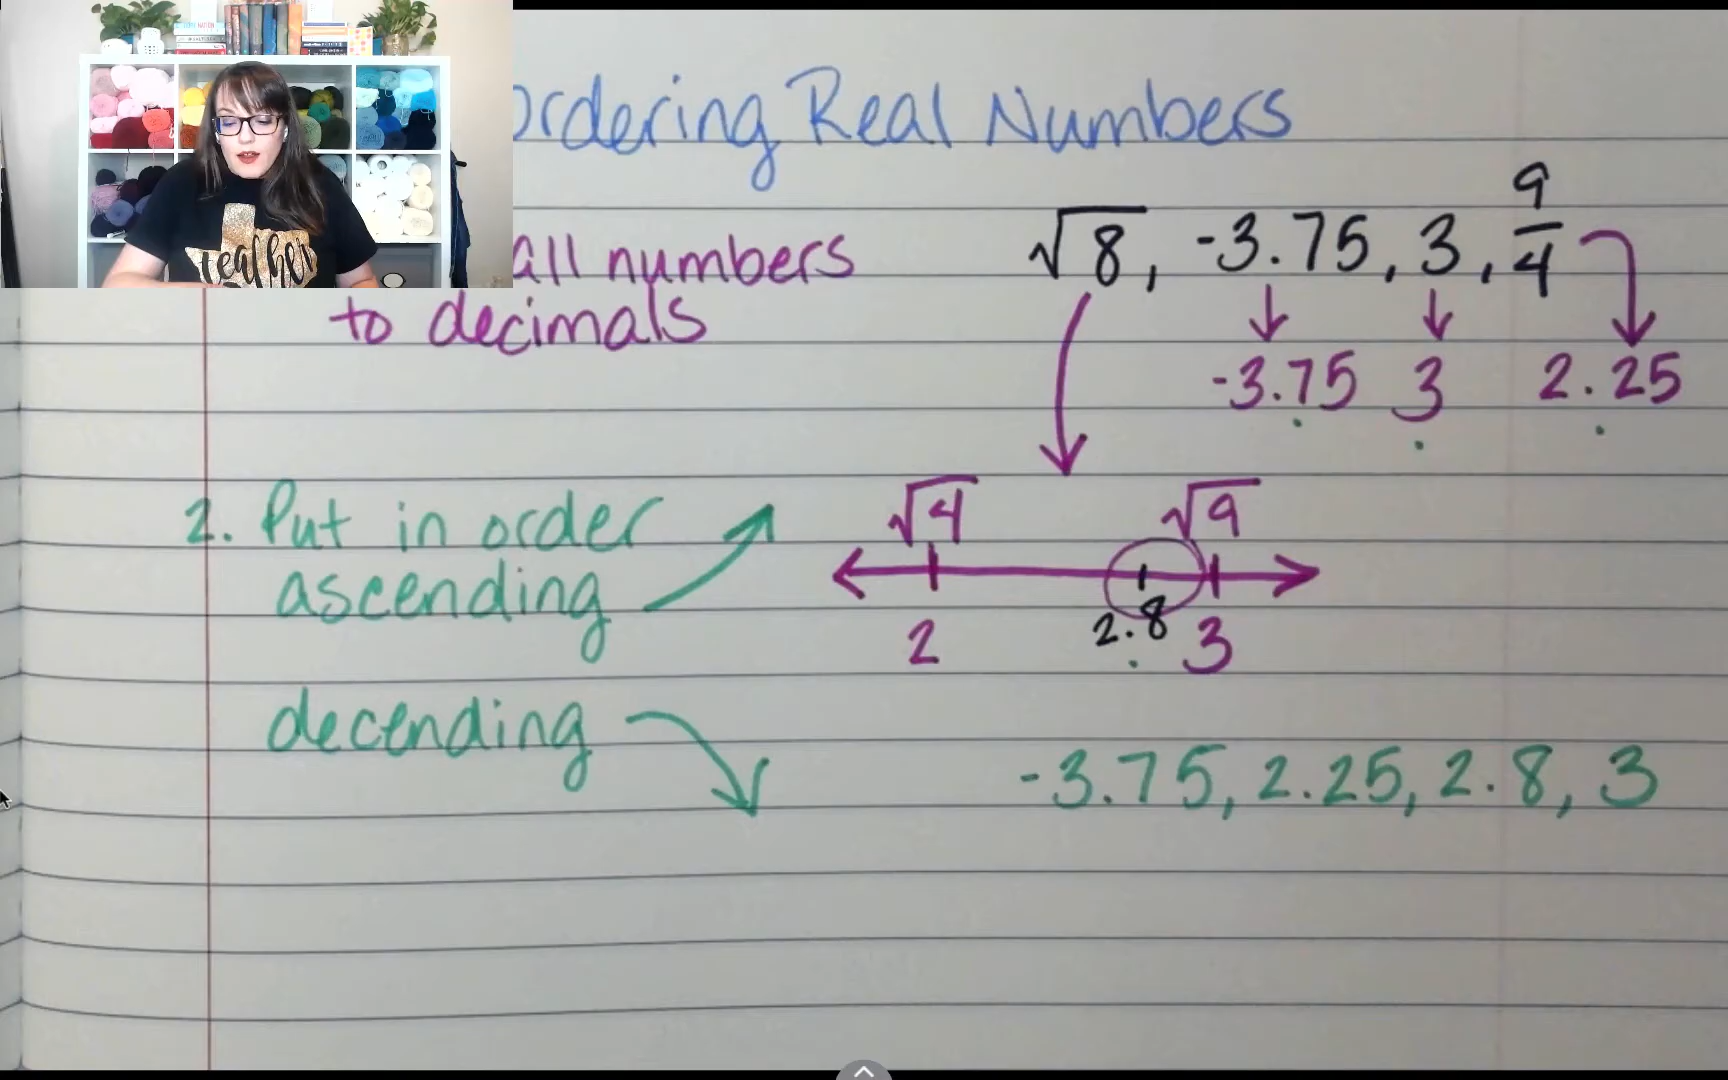 ordering Real Numbers
√8, -3.75, 3, 9/4
all numbers
to decimals
-3.75 3 2.25
2. Put in order
ascending
decending
√4 √9
2 2.8 3
-3.75, 2.25, 2.8, 3
teacher